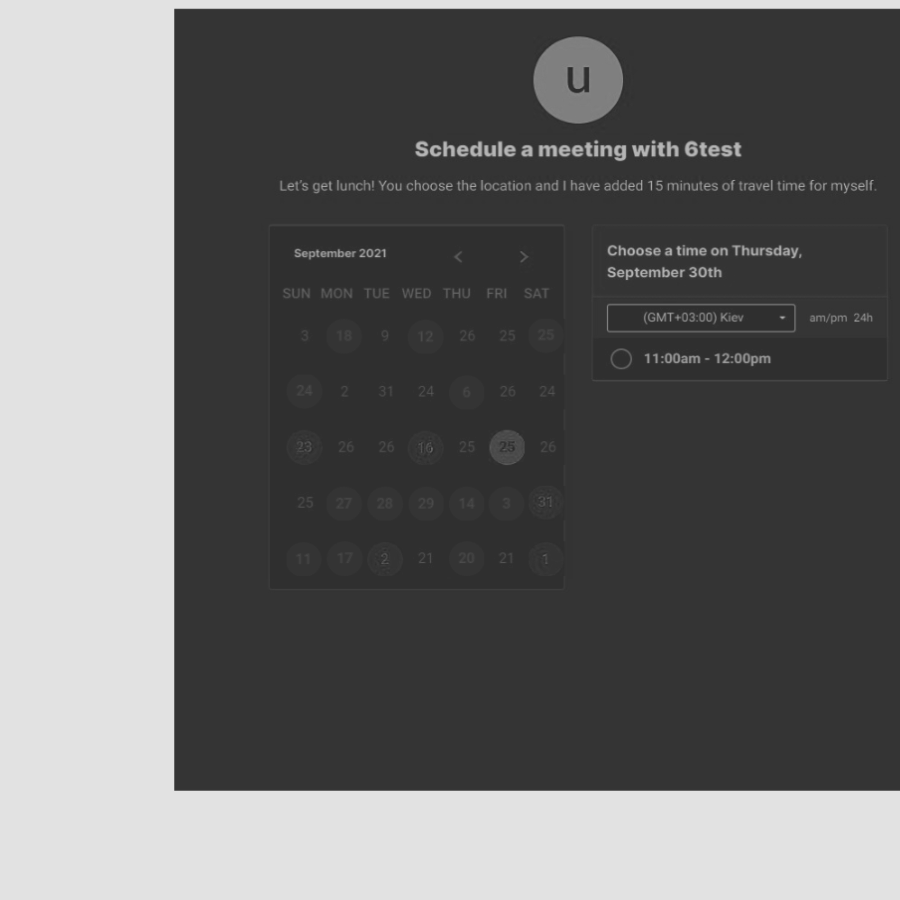 u
Schedule a meeting with 6test
Let's get lunch! You choose the location and I have added 15 minutes of travel time for myself.
September 2021
SUN MON TUE WED THU FRI SAT
3 18 9 12 26 25 25
24 2 31 24 6 26 24
23 26 26 16 25 25 26
25 27 28 29 14 3 31
11 17 2 21 20 21 1
Choose a time on Thursday,
September 30th
(GMT+03:00) Kiev am/pm 24h
11:00am - 12:00pm